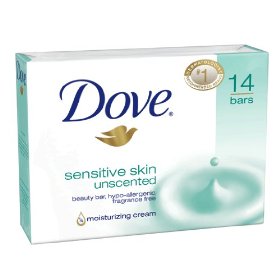 #1
14
bars
Dove
sensitive skin
unscented
beauty bar, hypo-allergenic
fragrance free
moisturizing cream